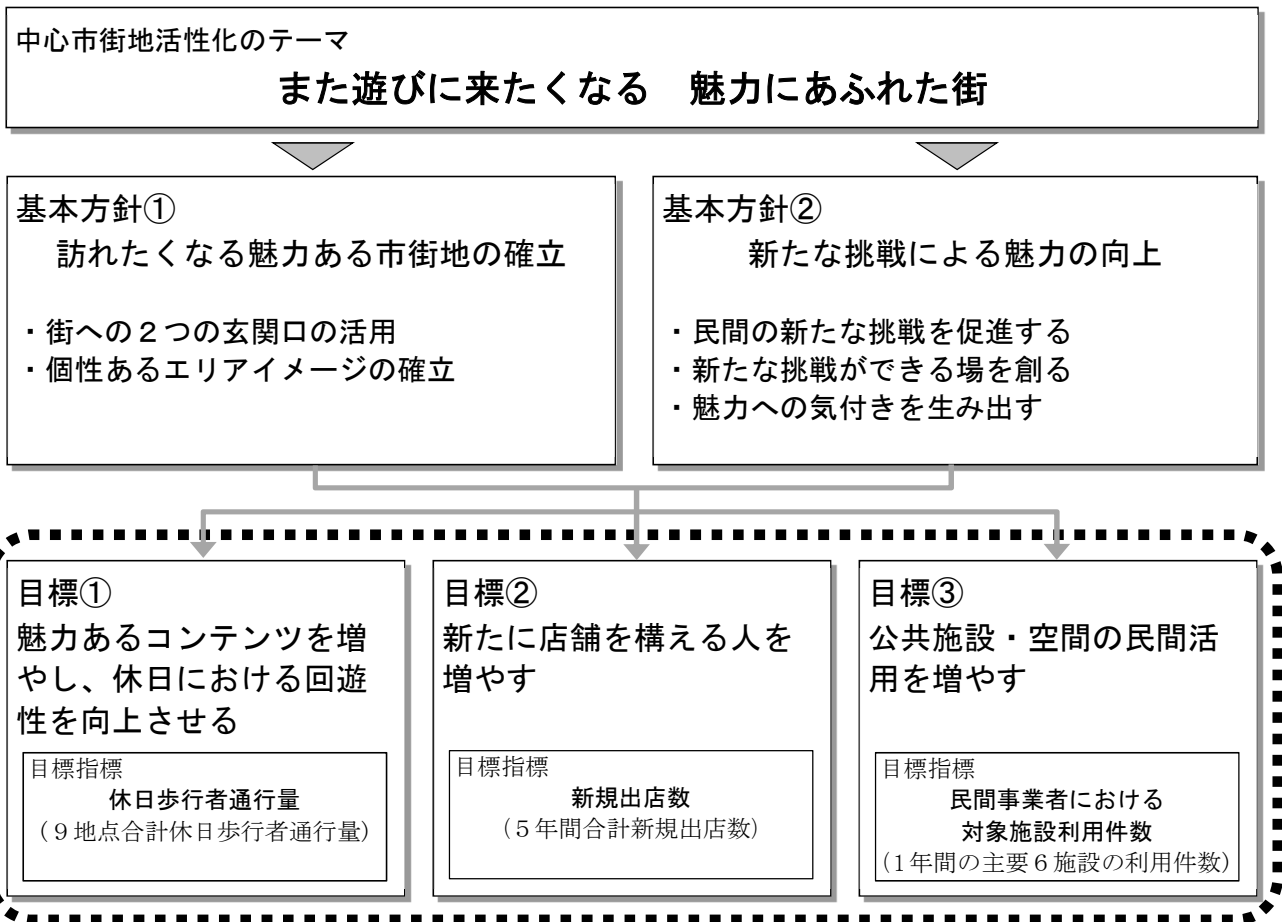 中心市街地活性化のテーマ
また遊びに来たくなる　魅力にあふれた街
基本方針①
訪れたくなる魅力ある市街地の確立
・街への２つの玄関口の活用
・個性あるエリアイメージの確立
基本方針②
新たな挑戦による魅力の向上
・民間の新たな挑戦を促進する
・新たな挑戦ができる場を創る
・魅力への気付きを生み出す
目標①
魅力あるコンテンツを増
やし、休日における回遊
性を向上させる
目標指標
休日歩行者通行量
（９地点合計休日歩行者通行量）
目標②
新たに店舗を構える人を
増やす
目標指標
新規出店数
（５年間合計新規出店数）
目標③
公共施設・空間の民間活
用を増やす
目標指標
民間事業者における
対象施設利用件数
（1年間の主要６施設の利用件数）